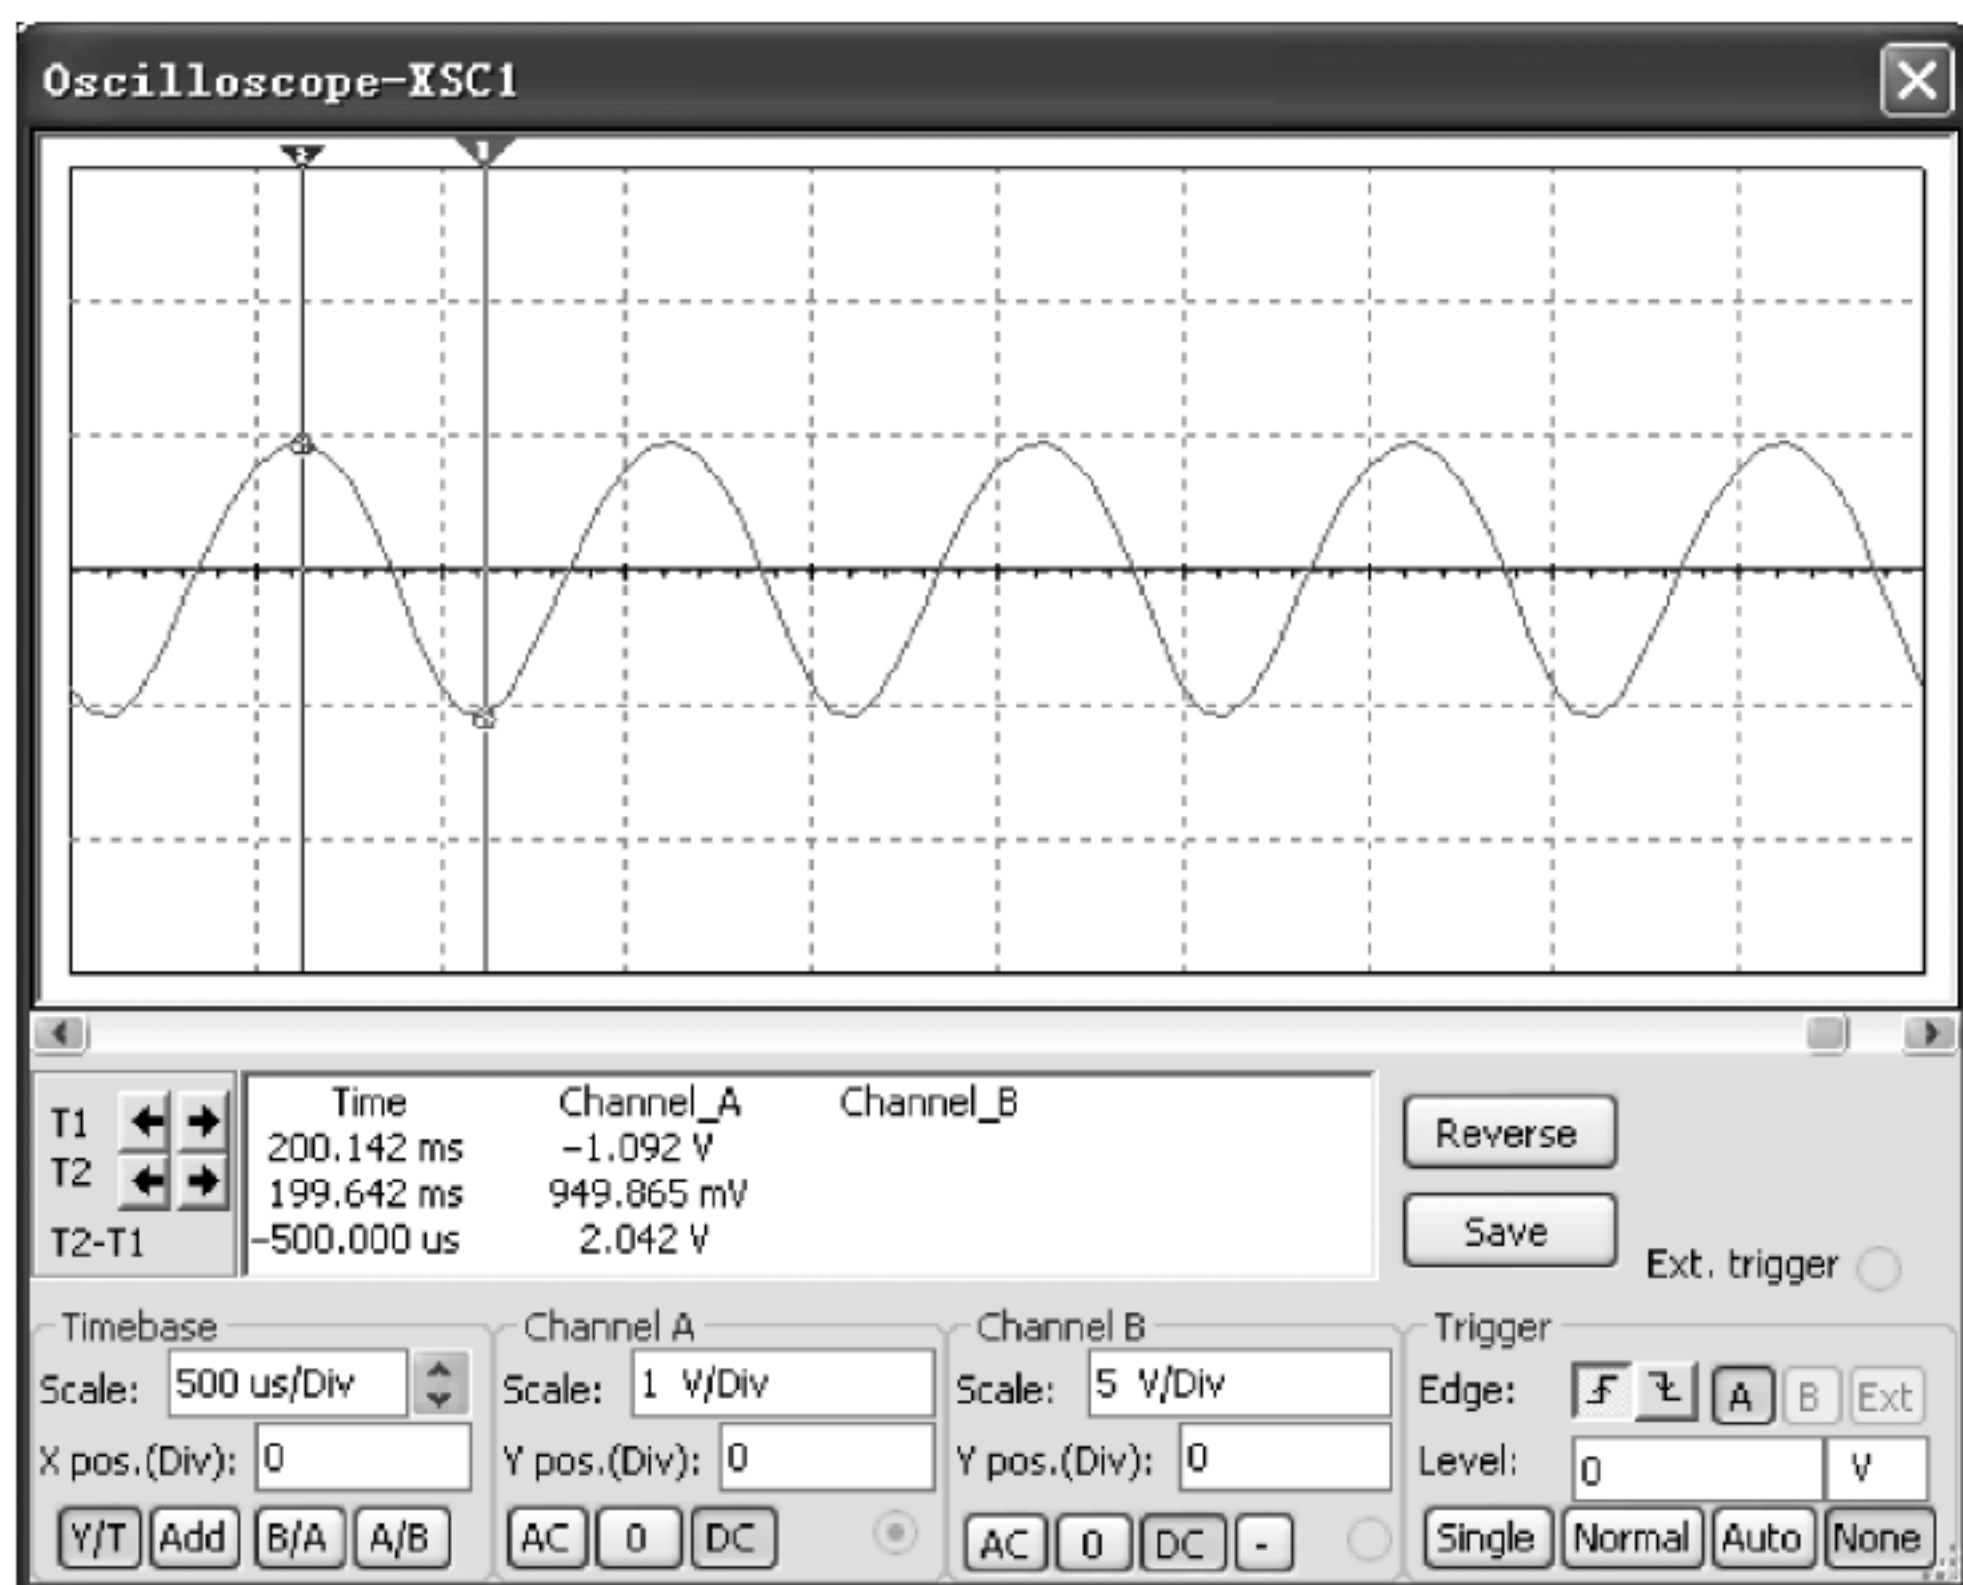 Oscilloscope-XSC1
2 1
Time Channel_A Channel_B
T1 200.142 ms -1.092 V
T2 199.642 ms 949.865 mV
T2-T1 -500.000 us 2.042 V
Reverse
Save
Ext. trigger
Timebase Channel A Channel B Trigger
Scale: 500 us/Div Scale: 1 V/Div Scale: 5 V/Div Edge: A B Ext
X pos.(Div): 0 Y pos.(Div): 0 Y pos.(Div): 0 Level: 0 V
Y/T Add B/A A/B AC 0 DC AC 0 DC - Single Normal Auto None